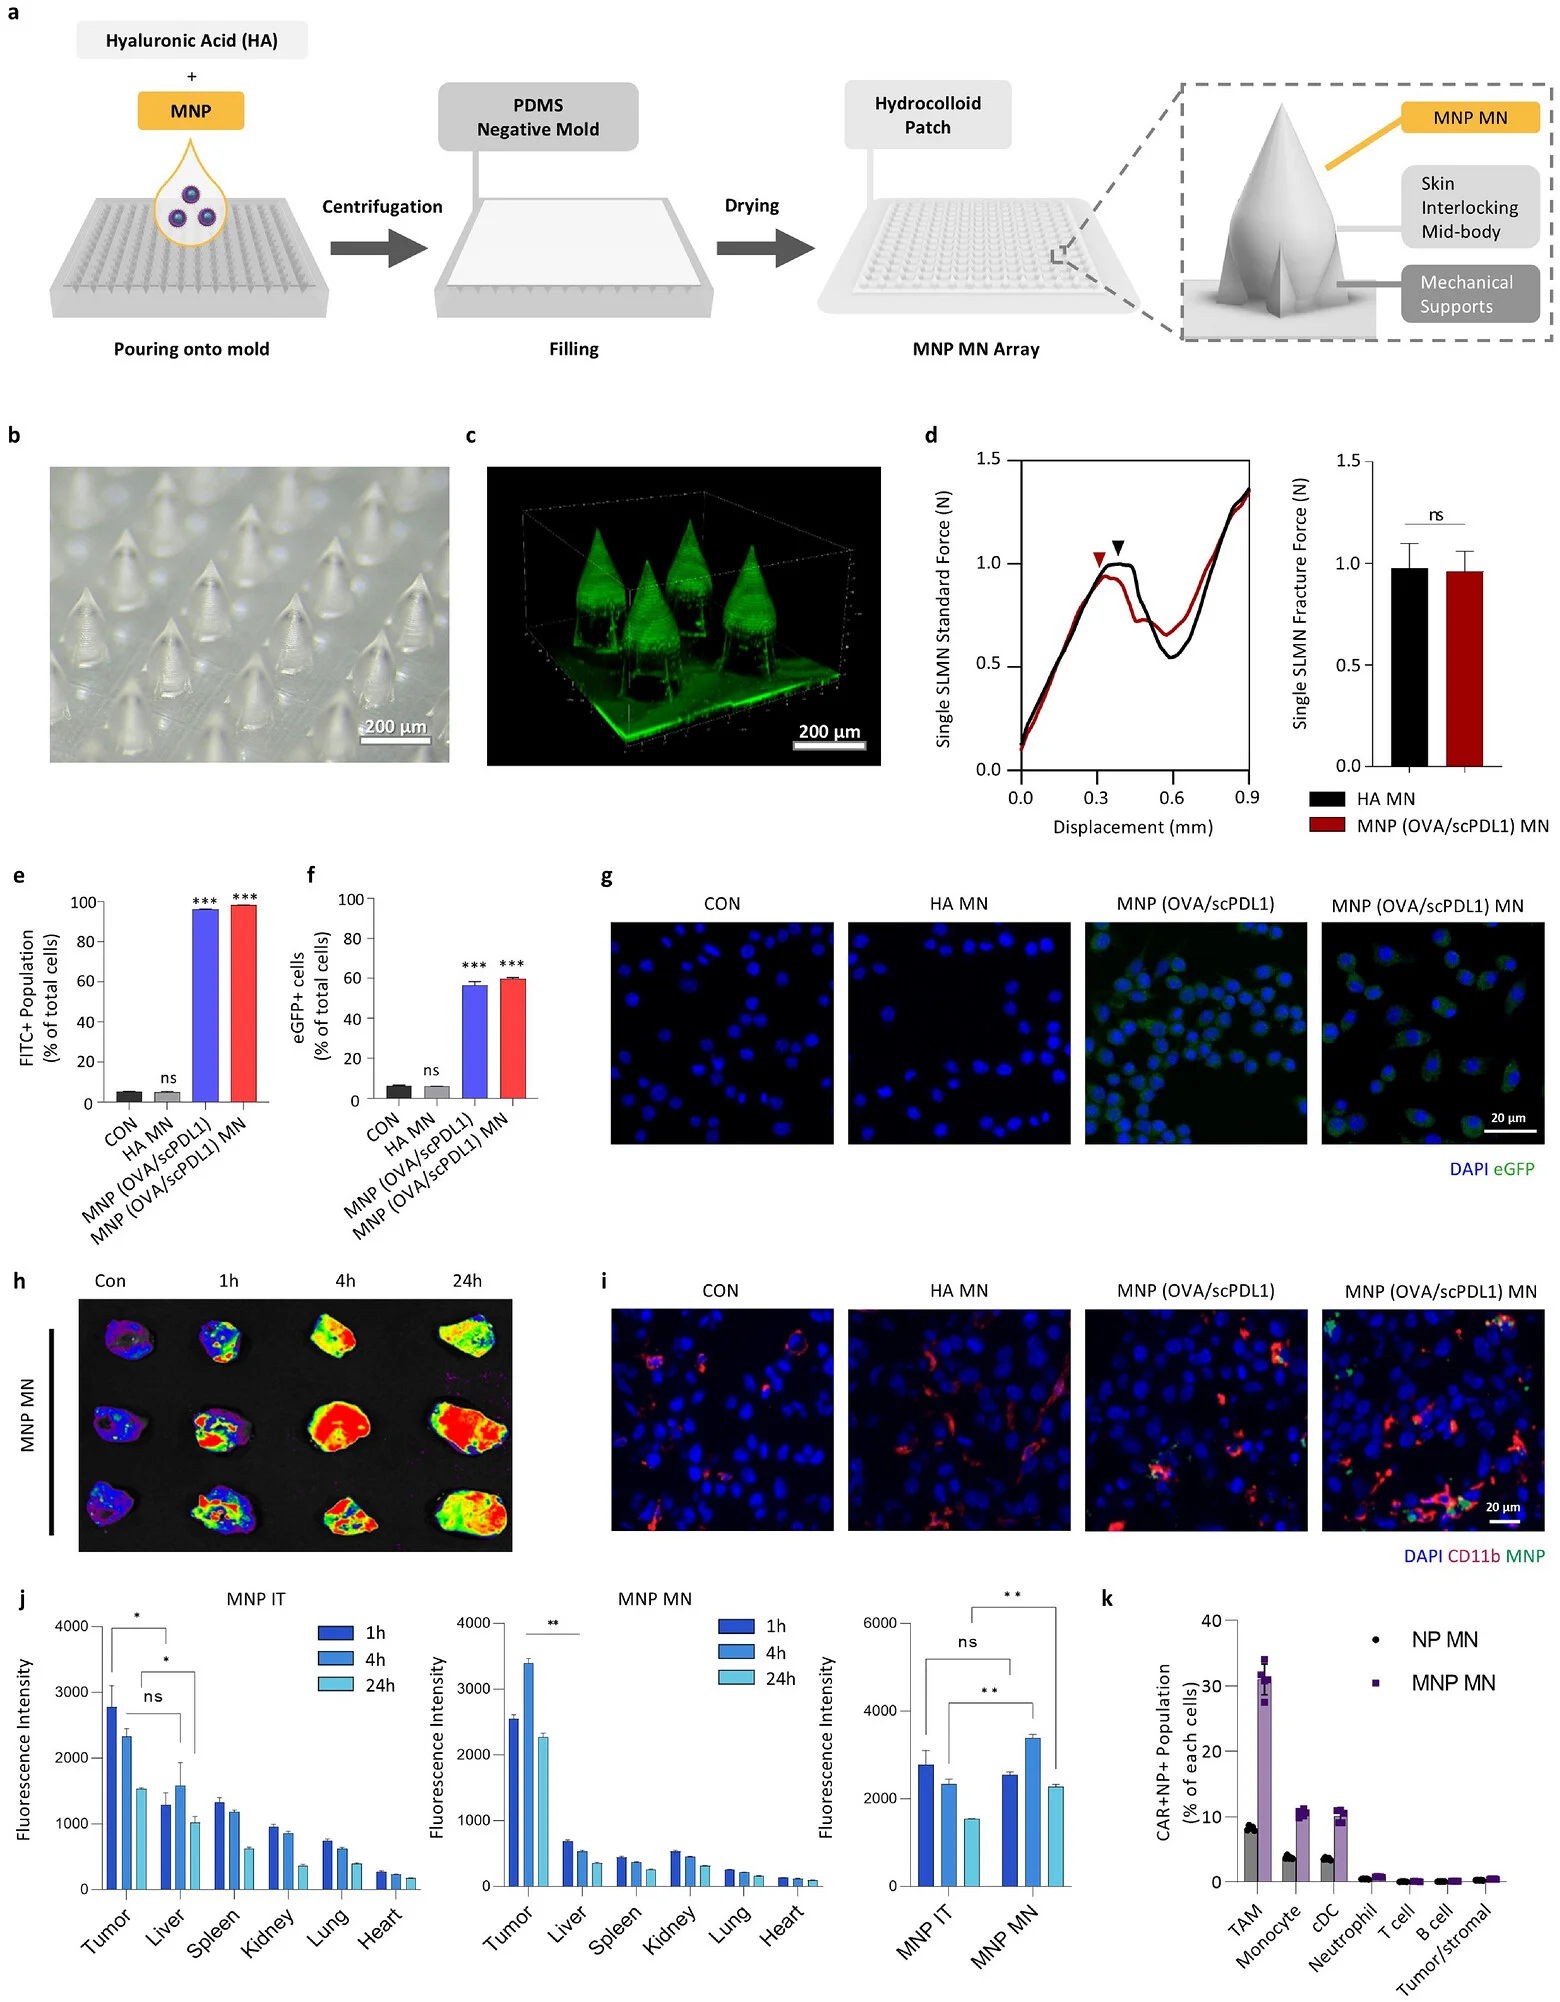 a
Hyaluronic Acid (HA)
+
MNP
Pouring onto mold
Centrifugation
PDMS
Negative Mold
Filling
Drying
Hydrocolloid
Patch
MNP MN Array
MNP MN
Skin
Interlocking
Mid-body
Mechanical
Supports
b
200 μm
c
200 μm
d
Single SLMN Standard Force (N)
1.5
1.0
0.5
0.0
0.0 0.3 0.6 0.9
Displacement (mm)
Single SLMN Fracture Force (N)
1.5
1.0
0.5
0.0
ns
HA MN
MNP (OVA/scPDL1) MN
e
FITC+ Population
(% of total cells)
100
80
60
40
20
0
ns
***
***
CON
HA MN
MNP (OVA/scPDL1)
MNP (OVA/scPDL1) MN
f
eGFP+ cells
(% of total cells)
100
80
60
40
20
0
ns
***
***
CON
HA MN
MNP (OVA/scPDL1)
MNP (OVA/scPDL1) MN
g
CON
HA MN
MNP (OVA/scPDL1)
MNP (OVA/scPDL1) MN
20 μm
DAPI eGFP
h
Con 1h 4h 24h
MNP MN
i
CON
HA MN
MNP (OVA/scPDL1)
MNP (OVA/scPDL1) MN
20 μm
DAPI CD11b MNP
j
MNP IT
Fluorescence Intensity
4000
3000
2000
1000
0
*
*
ns
1h
4h
24h
Tumor
Liver
Spleen
Kidney
Lung
Heart
MNP MN
Fluorescence Intensity
4000
3000
2000
1000
0
**
1h
4h
24h
Tumor
Liver
Spleen
Kidney
Lung
Heart
Fluorescence Intensity
6000
4000
2000
0
**
ns
**
MNP IT
MNP MN
k
CAR+NP+ Population
(% of each cells)
40
30
20
10
0
NP MN
MNP MN
TAM
Monocyte
cDC
Neutrophil
T cell
B cell
Tumor/stromal